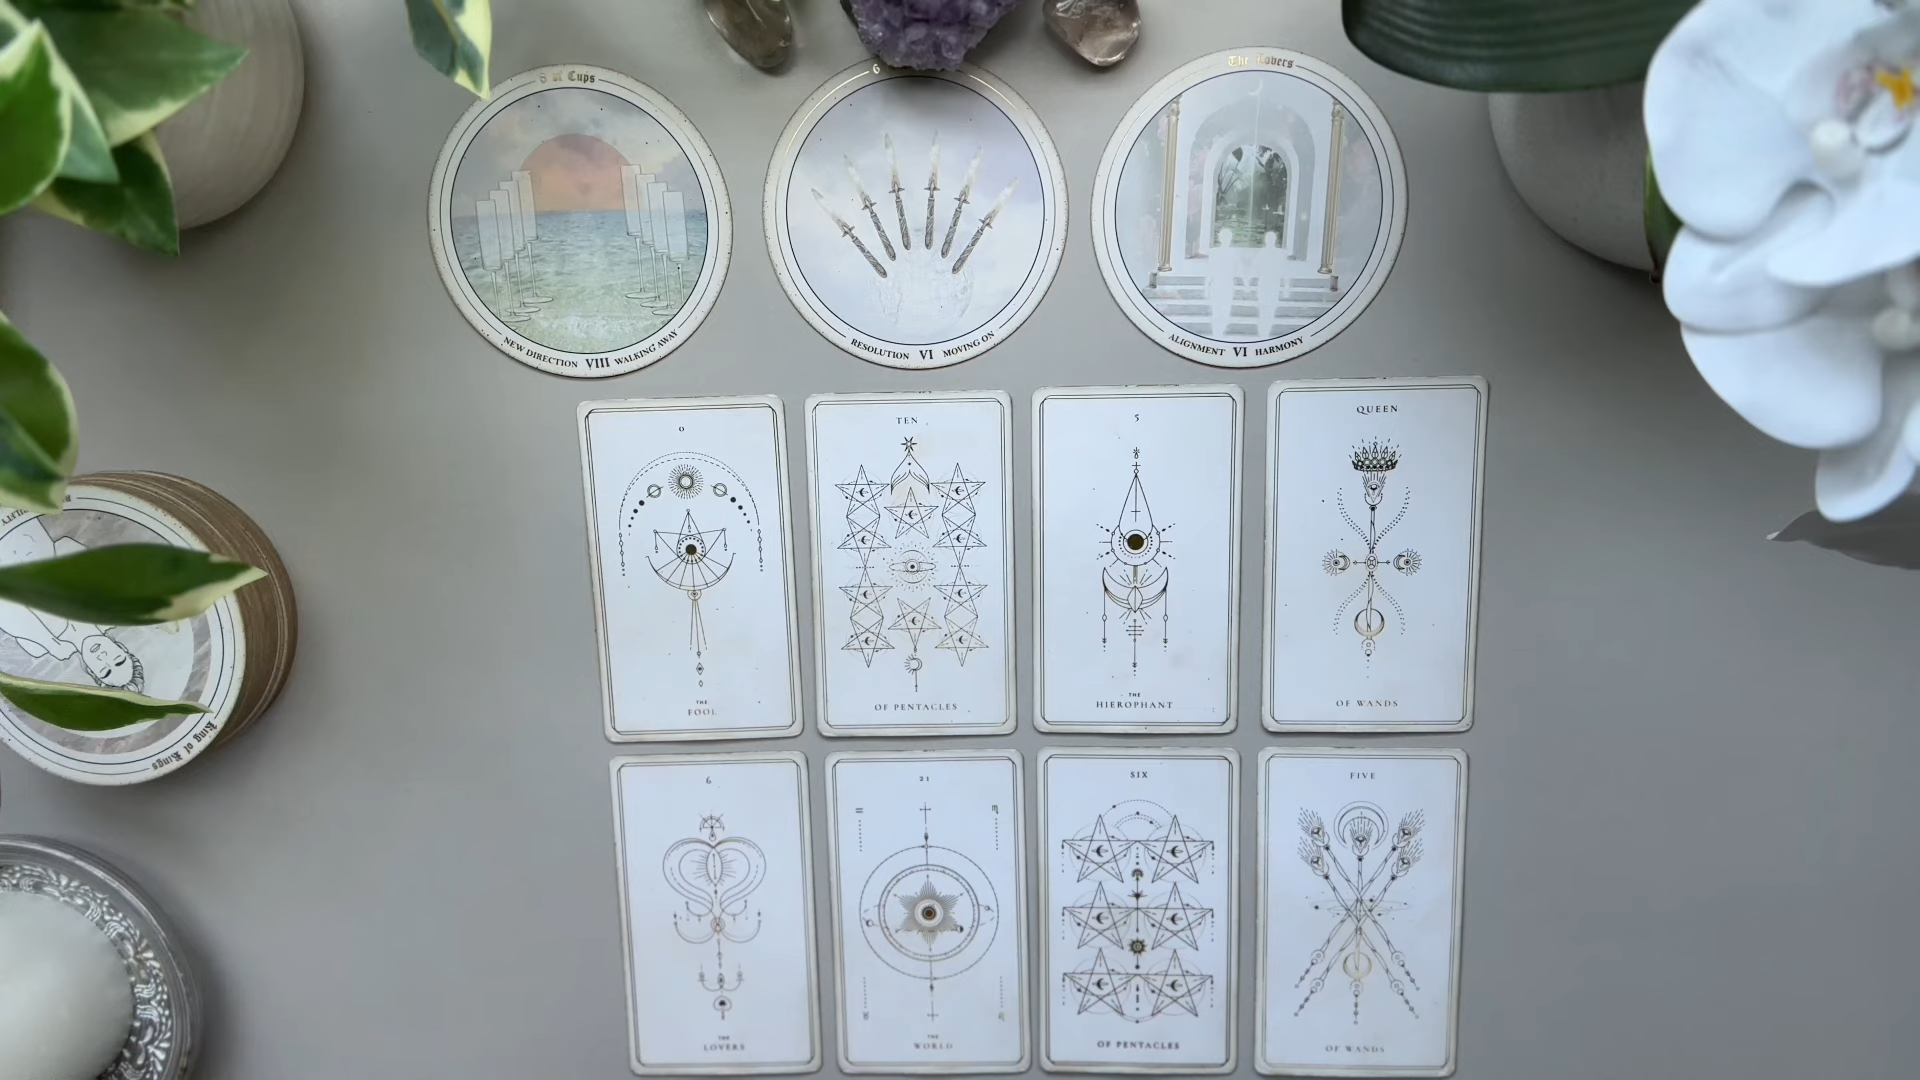 8 of Cups
NEW DIRECTION VIII WALKING AWAY
6
RESOLUTION VI MOVING ON
The Lovers
ALIGNMENT VI HARMONY
0
THE
FOOL
TEN
OF PENTACLES
5
THE
HIEROPHANT
QUEEN
OF WANDS
King of Rings
6
THE
LOVERS
21
THE
WORLD
SIX
OF PENTACLES
FIVE
OF WANDS